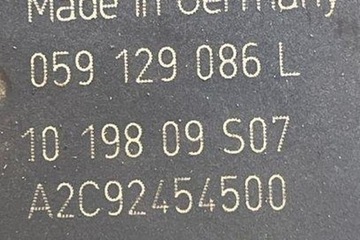 Made in Germany
059 129 086 L
10 198 09 S07
A2C92454500